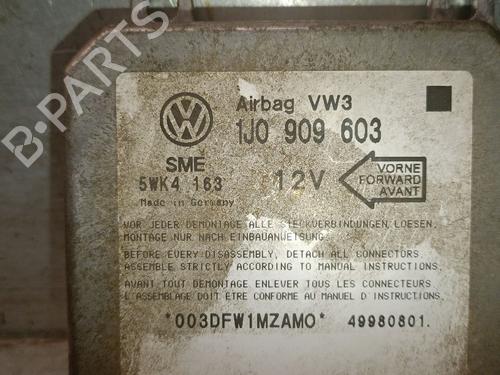 B-PARTS
Airbag VW3
1J0 909 603
SME
5WK4 163
12V
VORNE
FORWARD
AVANT
Made in Germany
VOR JEDER DEMONTAGE ALLE STECKVERBINDUNGEN LOESEN.
MONTAGE NUR NACH EINBAUANWEISUNG
BEFORE EVERY DISASSEMBLY, DETACH ALL CONNECTORS
ASSEMBLE STRICTLY ACCORDING TO MANUAL INSTRUCTIONS.
AVANT TOUT DEMONTAGE ENLEVER TOUS LES CONNECTEURS
L'ASSEMBLAGE DOIT ETRE CONFORME AU MANUEL D INSTRUCTIONS.
*003DFW1MZAMO* 49980801.